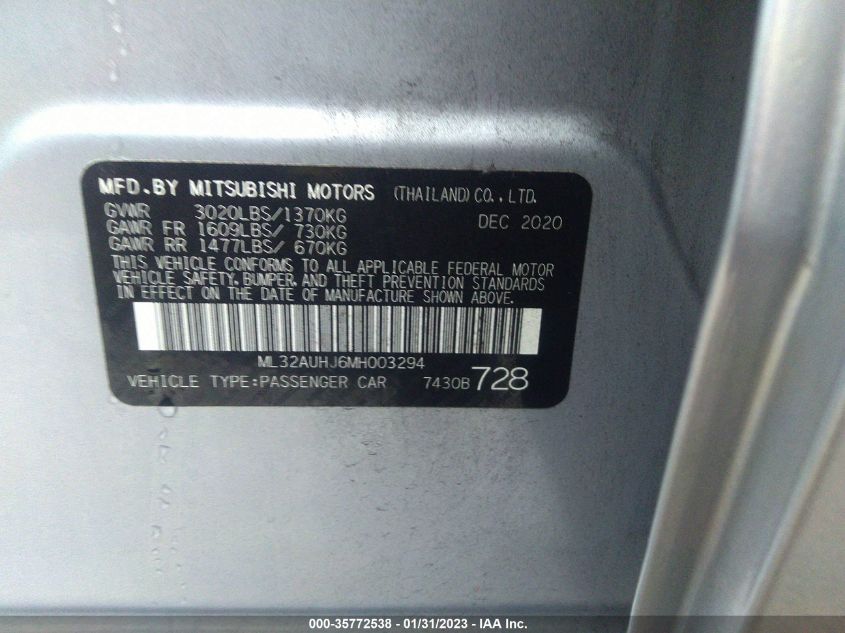 MFD.BY MITSUBISHI MOTORS (THAILAND) CO., LTD.
GVWR 3020LBS/1370KG DEC 2020
GAWR FR 1609LBS/ 730KG
GAWR RR 1477LBS/ 670KG
THIS VEHICLE CONFORMS TO ALL APPLICABLE FEDERAL MOTOR
VEHICLE SAFETY, BUMPER, AND THEFT PREVENTION STANDARDS
IN EFFECT ON THE DATE OF MANUFACTURE SHOWN ABOVE.
ML32AUHJ6MH003294
VEHICLE TYPE:PASSENGER CAR 7430B 728
000-35772538 - 01/31/2023 - IAA Inc.